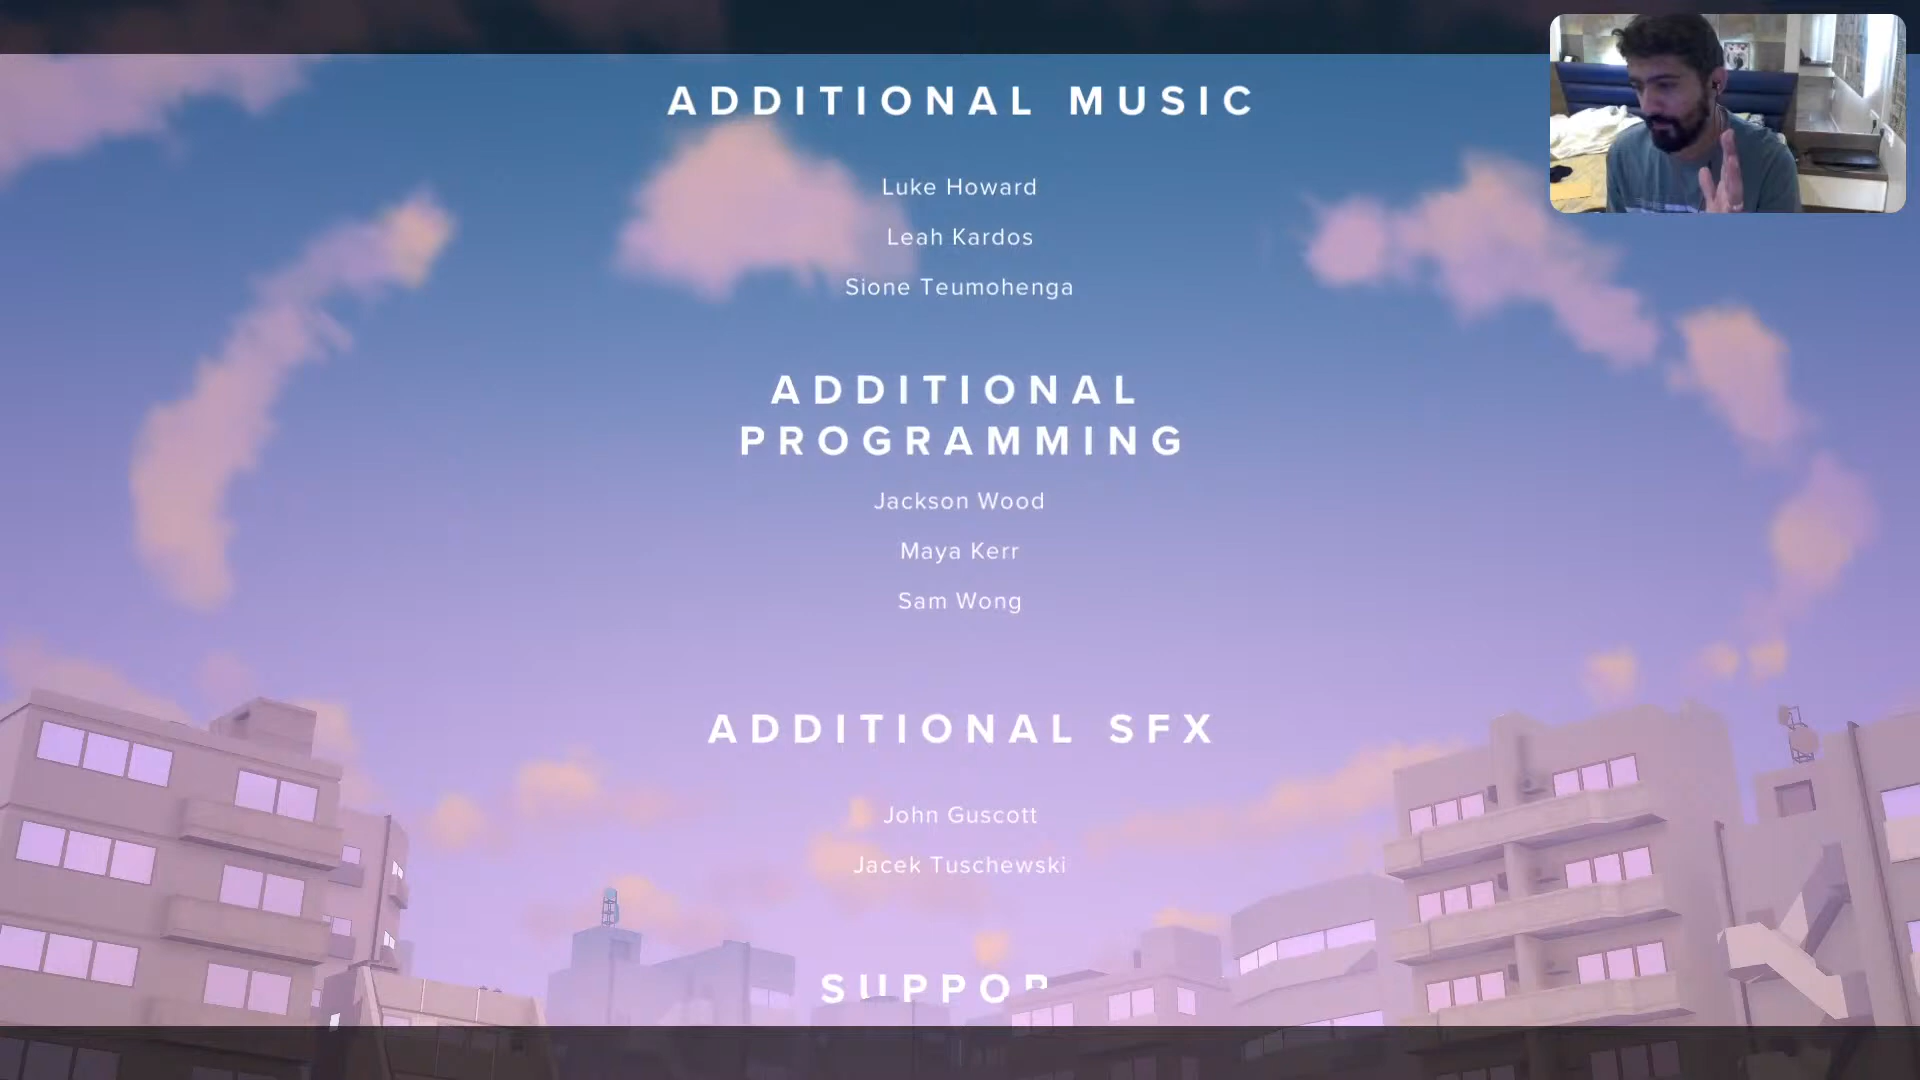 ADDITIONAL MUSIC
Luke Howard
Leah Kardos
Sione Teumohenga
ADDITIONAL
PROGRAMMING
Jackson Wood
Maya Kerr
Sam Wong
ADDITIONAL SFX
John Guscott
Jacek Tuschewski
SUPPOR